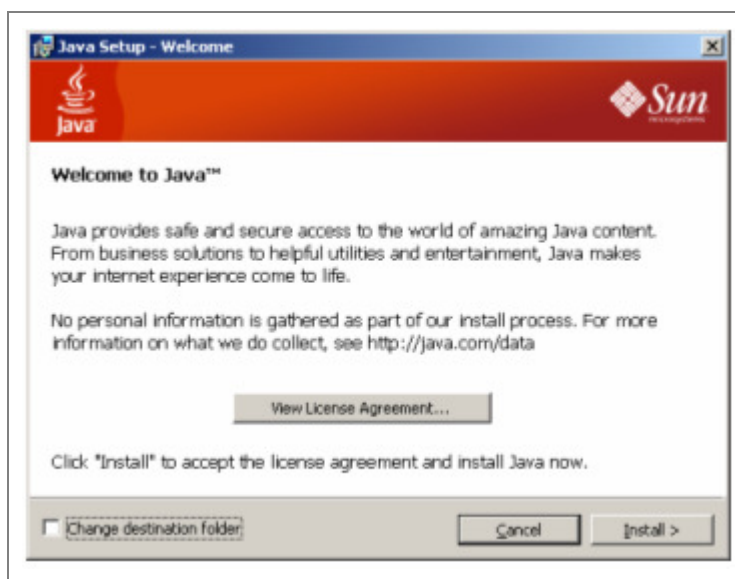 Java Setup - Welcome
Java
Sun
microsystems
Welcome to Java™
Java provides safe and secure access to the world of amazing Java content.
From business solutions to helpful utilities and entertainment, Java makes
your internet experience come to life.
No personal information is gathered as part of our install process. For more
information on what we do collect, see http://java.com/data
View License Agreement...
Click "Install" to accept the license agreement and install Java now.
Change destination folder
Cancel
Install >